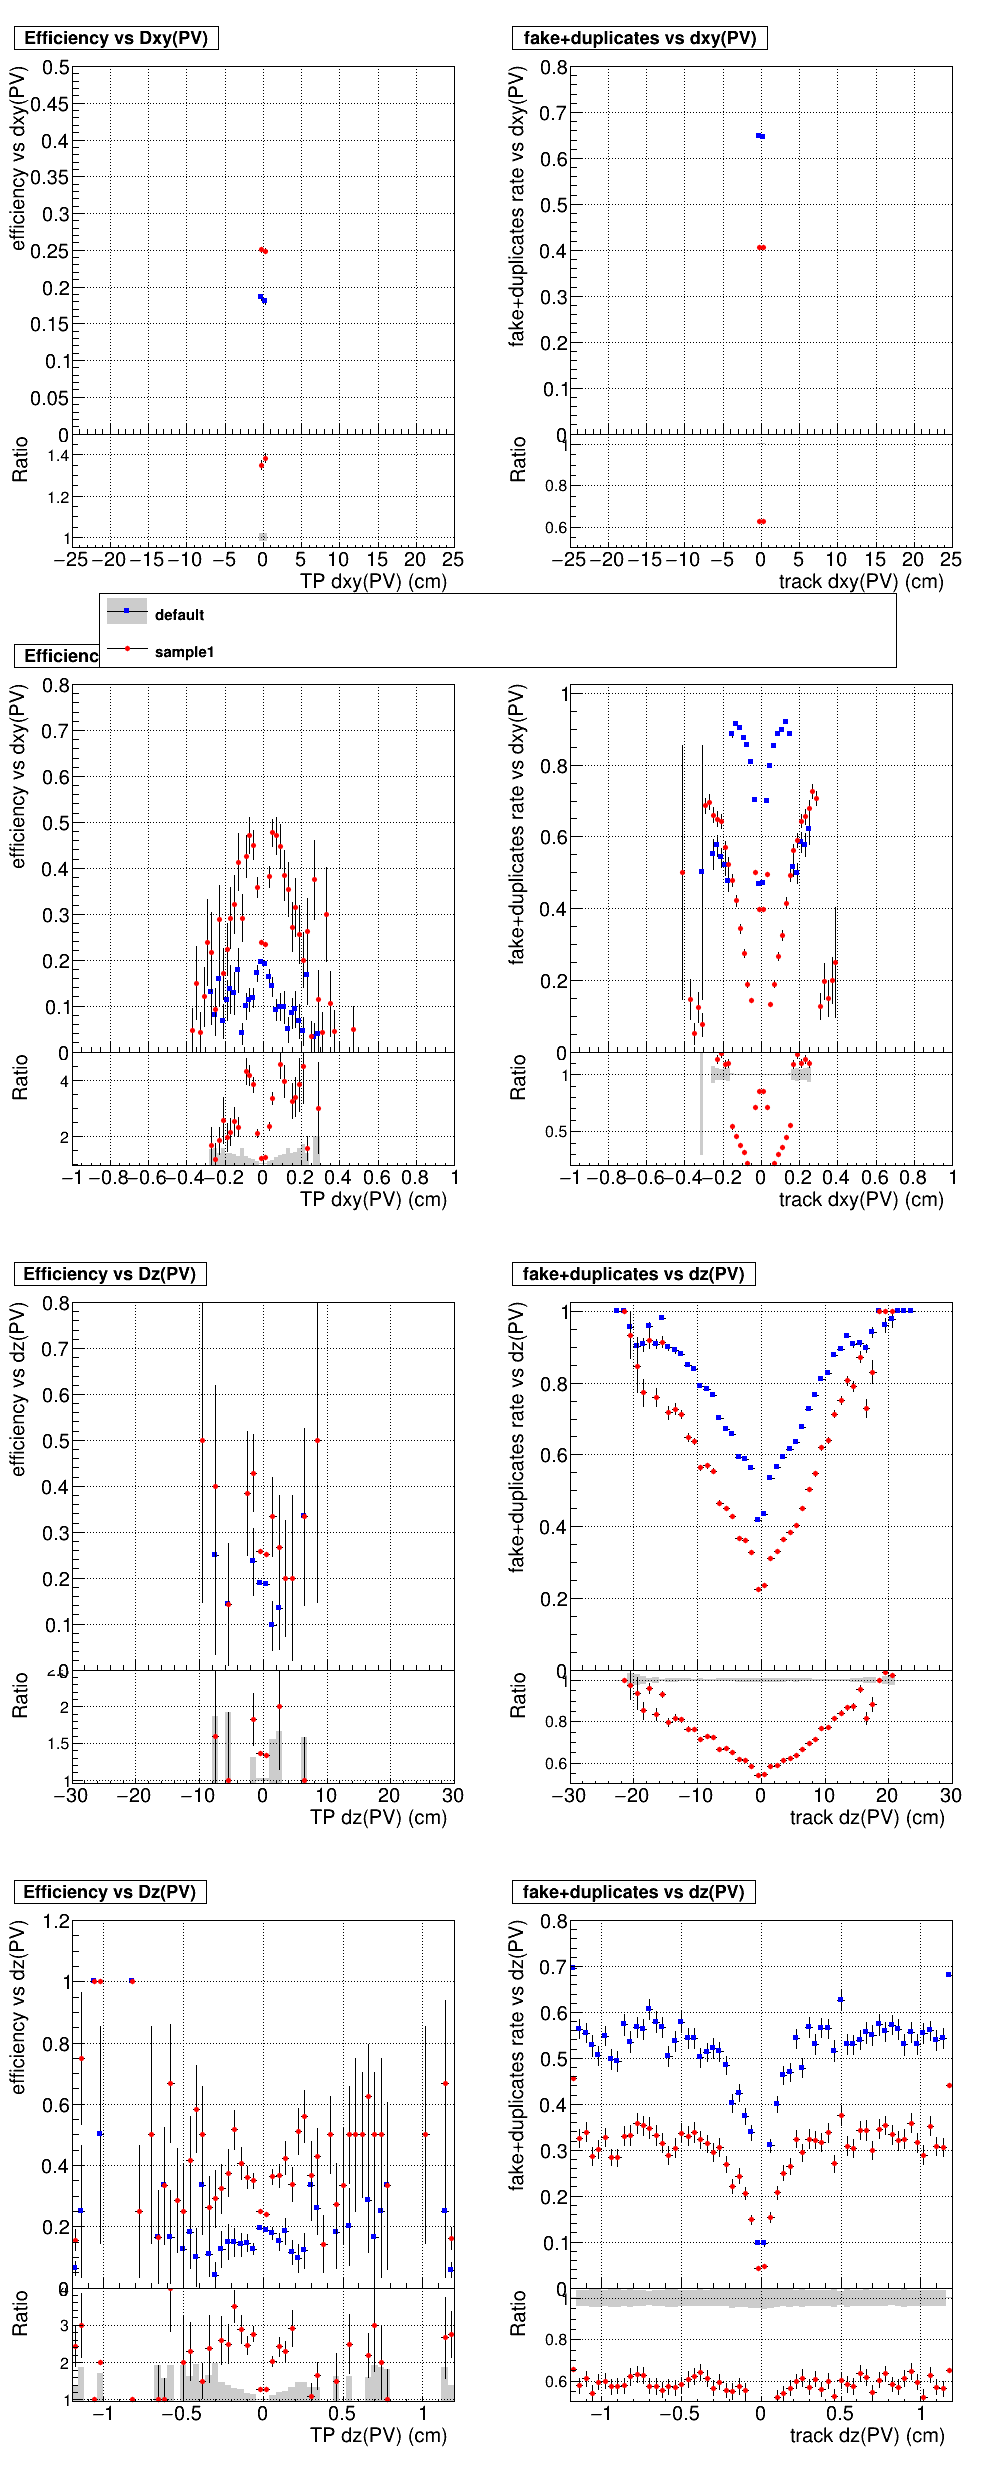 Efficiency vs Dxy(PV)
fake+duplicates vs dxy(PV)
efficiency vs dxy(PV)
0.5
0.45
0.4
0.35
0.3
0.25
0.2
0.15
0.1
0.05
0
Ratio
1.4
1.2
1
−25 −20 −15 −10 −5 0 5 10 15 20 25
TP dxy(PV) (cm)
fake+duplicates rate vs dxy(PV)
0.8
0.7
0.6
0.5
0.4
0.3
0.2
0.1
0
Ratio
1
0.8
0.6
−25 −20 −15 −10 −5 0 5 10 15 20 25
track dxy(PV) (cm)
default
sample1
Efficienc
efficiency vs dxy(PV)
0.8
0.7
0.6
0.5
0.4
0.3
0.2
0.1
0
Ratio
4
2
−1 −0.8 −0.6 −0.4 −0.2 0 0.2 0.4 0.6 0.8 1
TP dxy(PV) (cm)
fake+duplicates rate vs dxy(PV)
1
0.8
0.6
0.4
0.2
0
Ratio
1
0.5
−1 −0.8 −0.6 −0.4 −0.2 0 0.2 0.4 0.6 0.8 1
track dxy(PV) (cm)
Efficiency vs Dz(PV)
fake+duplicates vs dz(PV)
efficiency vs dz(PV)
0.8
0.7
0.6
0.5
0.4
0.3
0.2
0.1
0
Ratio
2
1.5
1
−30 −20 −10 0 10 20 30
TP dz(PV) (cm)
fake+duplicates rate vs dz(PV)
1
0.8
0.6
0.4
0.2
0
Ratio
1
0.8
0.6
−30 −20 −10 0 10 20 30
track dz(PV) (cm)
Efficiency vs Dz(PV)
fake+duplicates vs dz(PV)
efficiency vs dz(PV)
1.2
1
0.8
0.6
0.4
0.2
0
Ratio
3
2
1
−1 −0.5 0 0.5 1
TP dz(PV) (cm)
fake+duplicates rate vs dz(PV)
0.8
0.7
0.6
0.5
0.4
0.3
0.2
0.1
0
Ratio
1
0.8
0.6
−1 −0.5 0 0.5 1
track dz(PV) (cm)